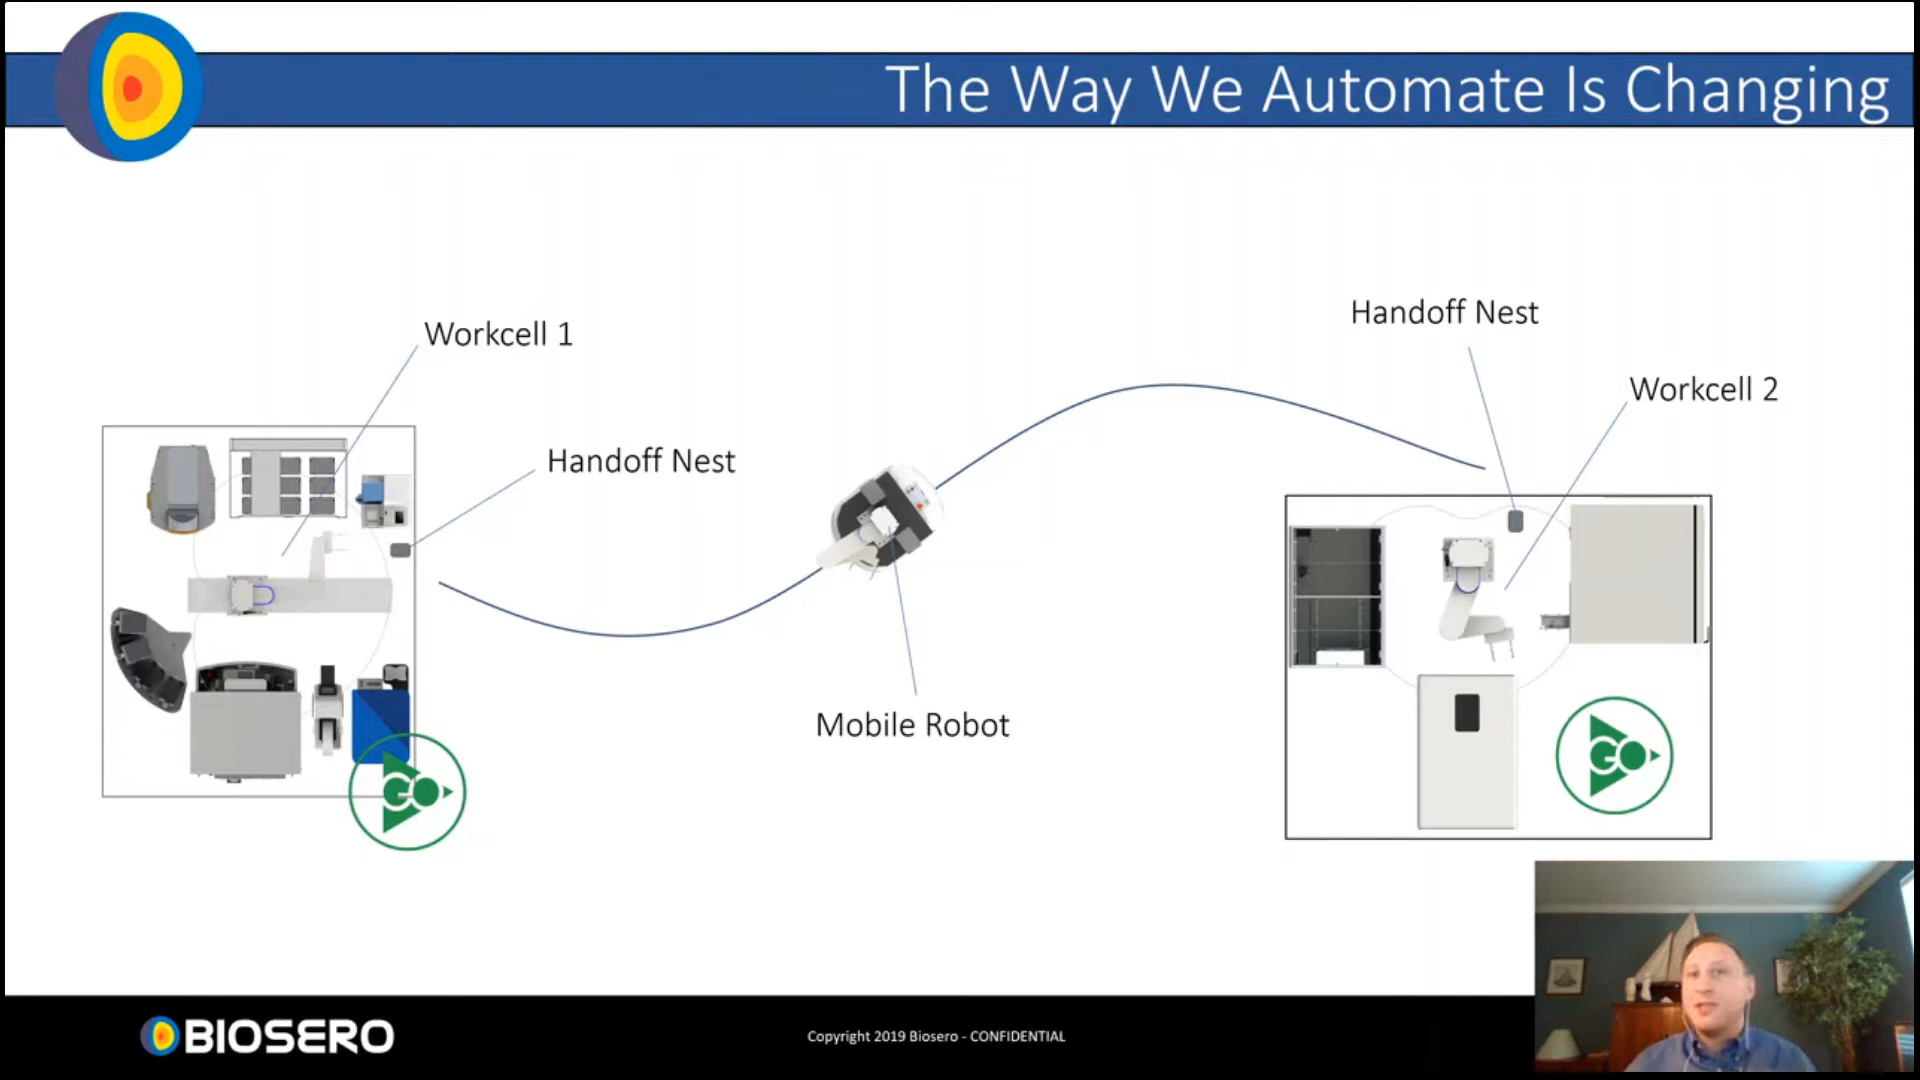 The Way We Automate Is Changing
Workcell 1
Handoff Nest
Handoff Nest
Workcell 2
Mobile Robot
GO
GO
BIOSERO
Copyright 2019 Biosero - CONFIDENTIAL